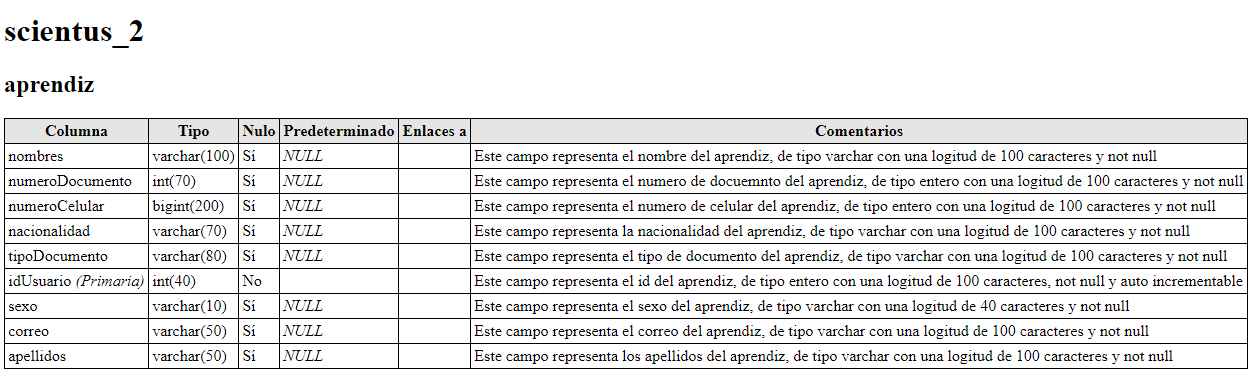 scientus_2
aprendiz
Columna Tipo Nulo Predeterminado Enlaces a Comentarios
nombres varchar(100) Sí NULL Este campo representa el nombre del aprendiz, de tipo varchar con una logitud de 100 caracteres y not null
numeroDocumento int(70) Sí NULL Este campo representa el numero de docuemnto del aprendiz, de tipo entero con una logitud de 100 caracteres y not null
numeroCelular bigint(200) Sí NULL Este campo representa el numero de celular del aprendiz, de tipo entero con una logitud de 100 caracteres y not null
nacionalidad varchar(70) Sí NULL Este campo representa la nacionalidad del aprendiz, de tipo varchar con una logitud de 100 caracteres y not null
tipoDocumento varchar(80) Sí NULL Este campo representa el tipo de documento del aprendiz, de tipo varchar con una logitud de 100 caracteres y not null
idUsuario (Primaria) int(40) No Este campo representa el id del aprendiz, de tipo entero con una logitud de 100 caracteres, not null y auto incrementable
sexo varchar(10) Sí NULL Este campo representa el sexo del aprendiz, de tipo varchar con una logitud de 40 caracteres y not null
correo varchar(50) Sí NULL Este campo representa el correo del aprendiz, de tipo varchar con una logitud de 100 caracteres y not null
apellidos varchar(50) Sí NULL Este campo representa los apellidos del aprendiz, de tipo varchar con una logitud de 100 caracteres y not null